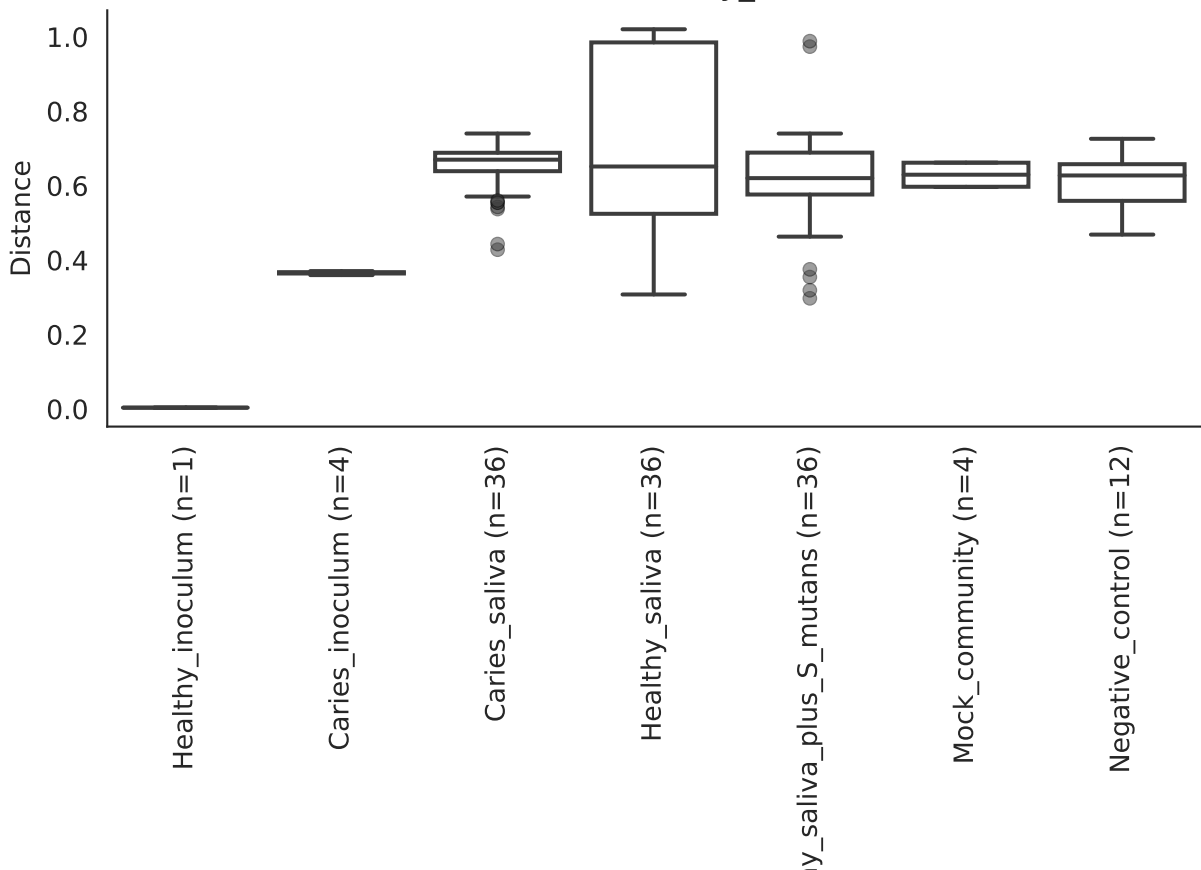 Distance
1.0
0.8
0.6
0.4
0.2
0.0
Healthy_inoculum (n=1)
Caries_inoculum (n=4)
Caries_saliva (n=36)
Healthy_saliva (n=36)
y_saliva_plus_S_mutans (n=36)
Mock_community (n=4)
Negative_control (n=12)